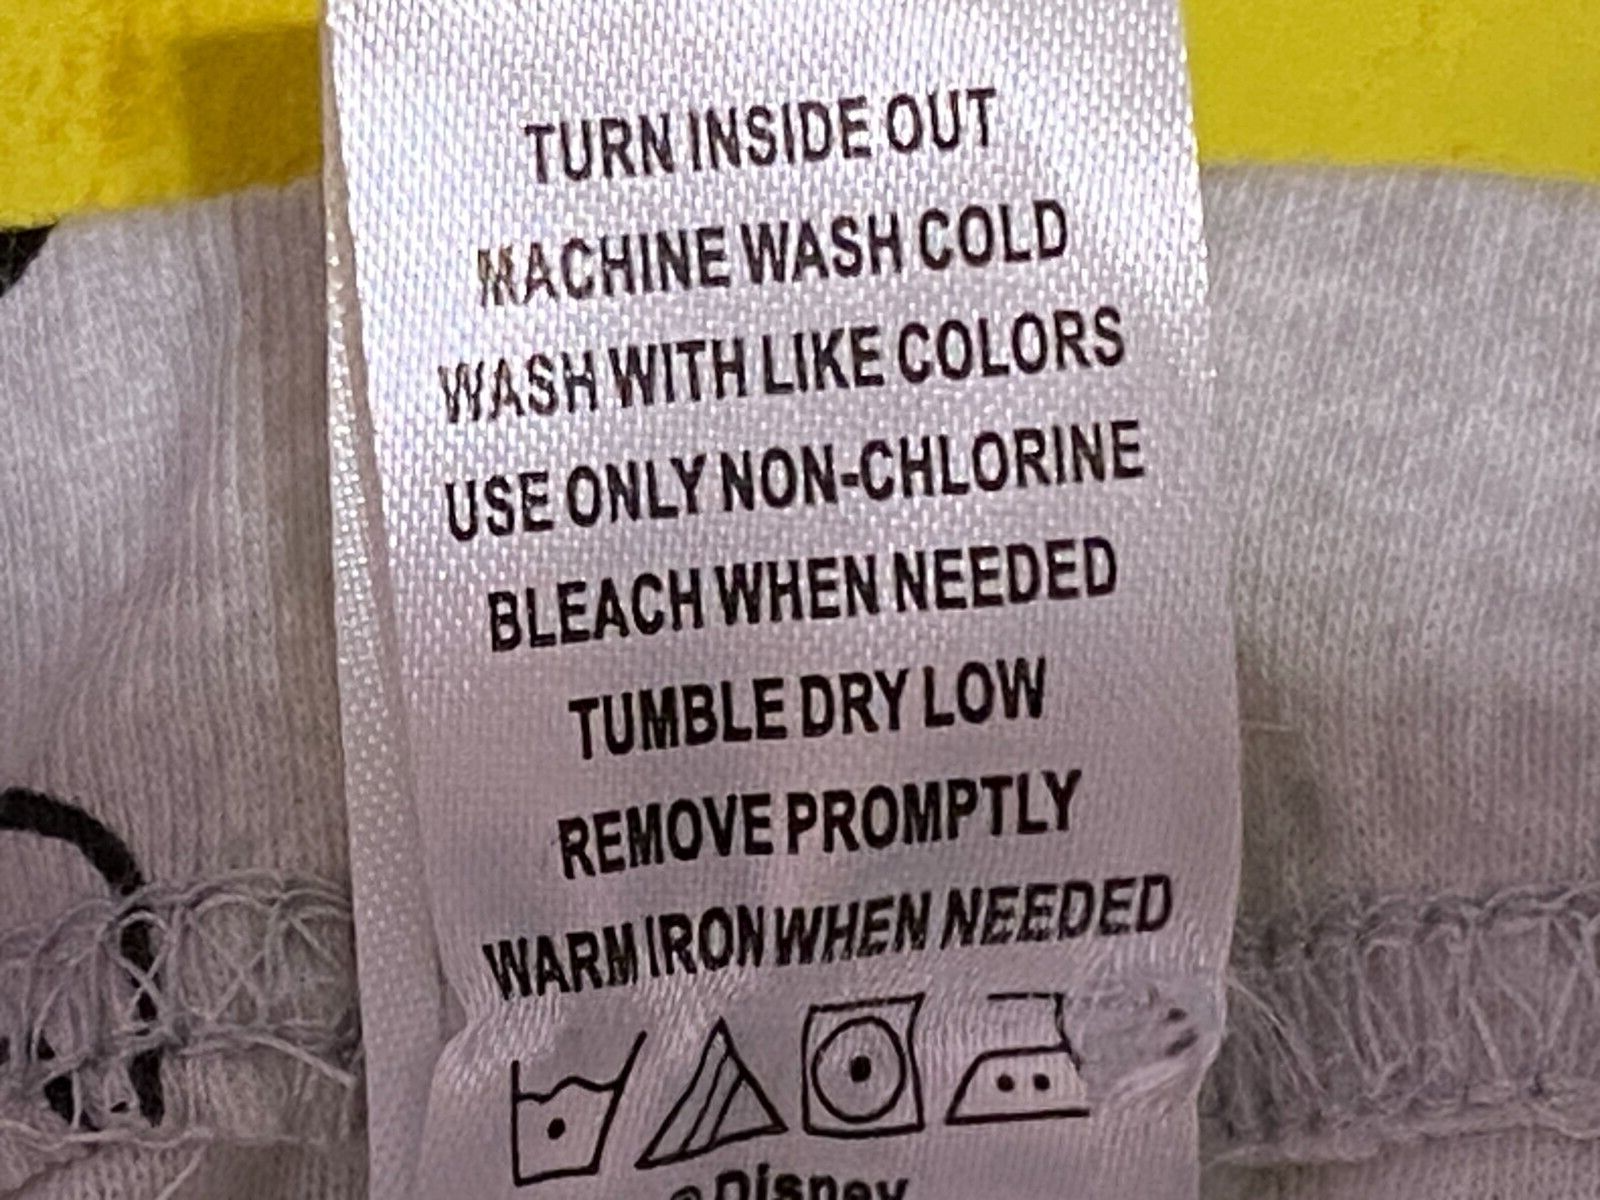 TURN INSIDE OUT
MACHINE WASH COLD
WASH WITH LIKE COLORS
USE ONLY NON-CHLORINE
BLEACH WHEN NEEDED
TUMBLE DRY LOW
REMOVE PROMPTLY
WARM IRON WHEN NEEDED
©Disney